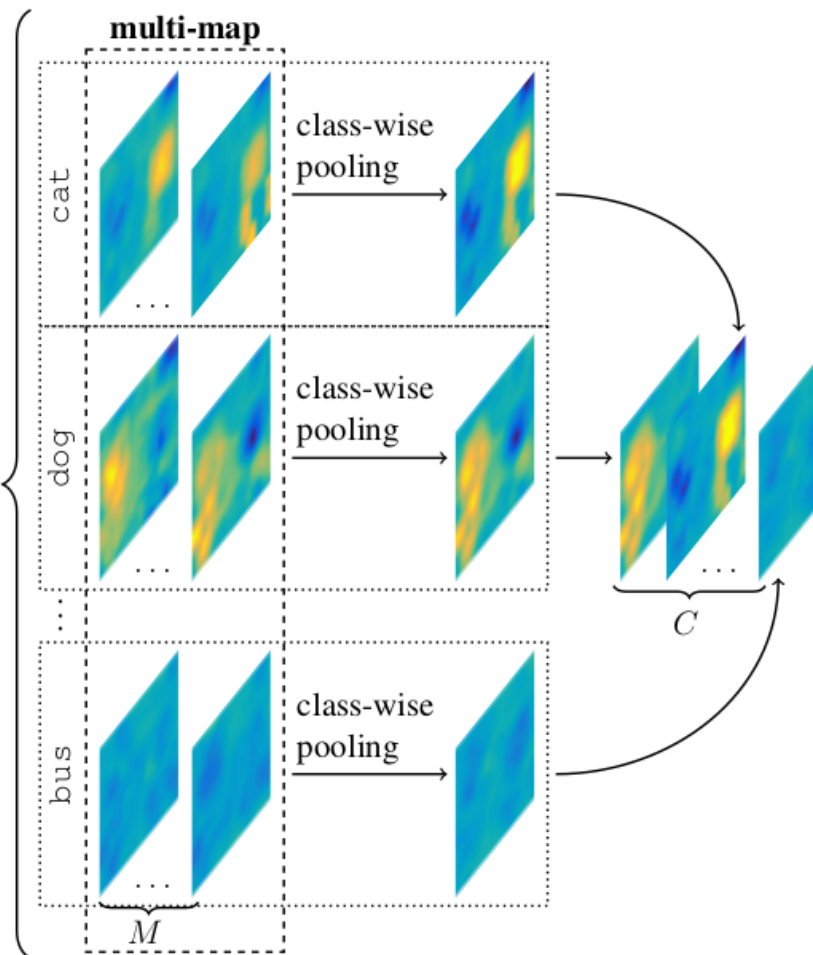 multi-map
cat
class-wise
pooling
. . .
dog
class-wise
pooling
. . .
. . .
C
. . .
bus
class-wise
pooling
. . .
M